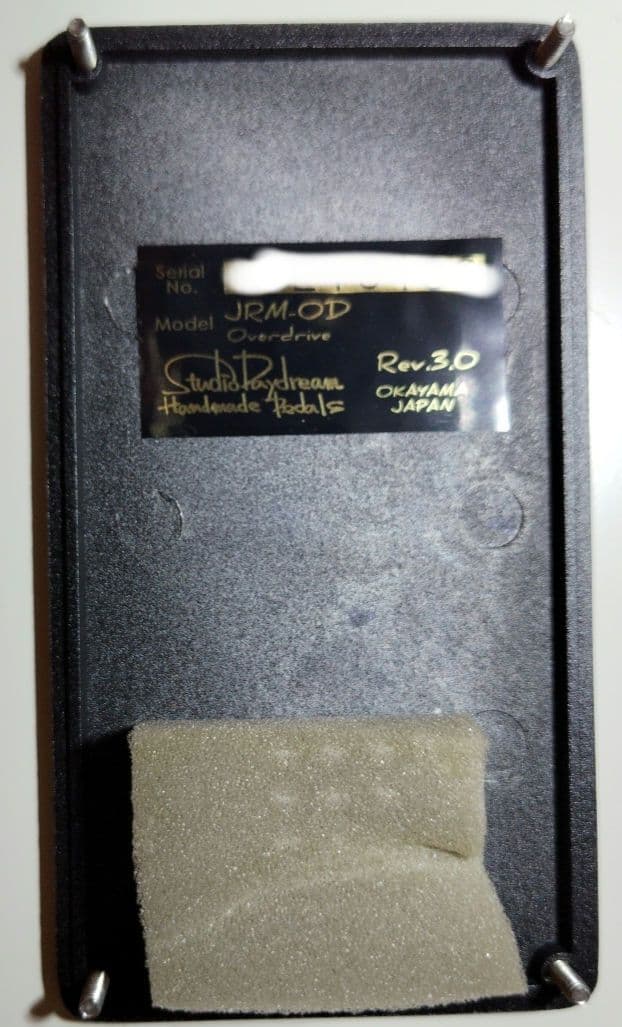 Serial
No.
Model JRM-OD
Overdrive
StudioDaydream
Handmade Pedals
Rev.3.0
OKAYAMA
JAPAN